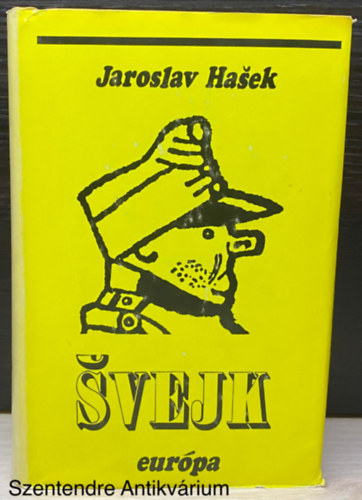 Jaroslav Hašek
ŠVEJK
európa
Szentendre Antikvárium